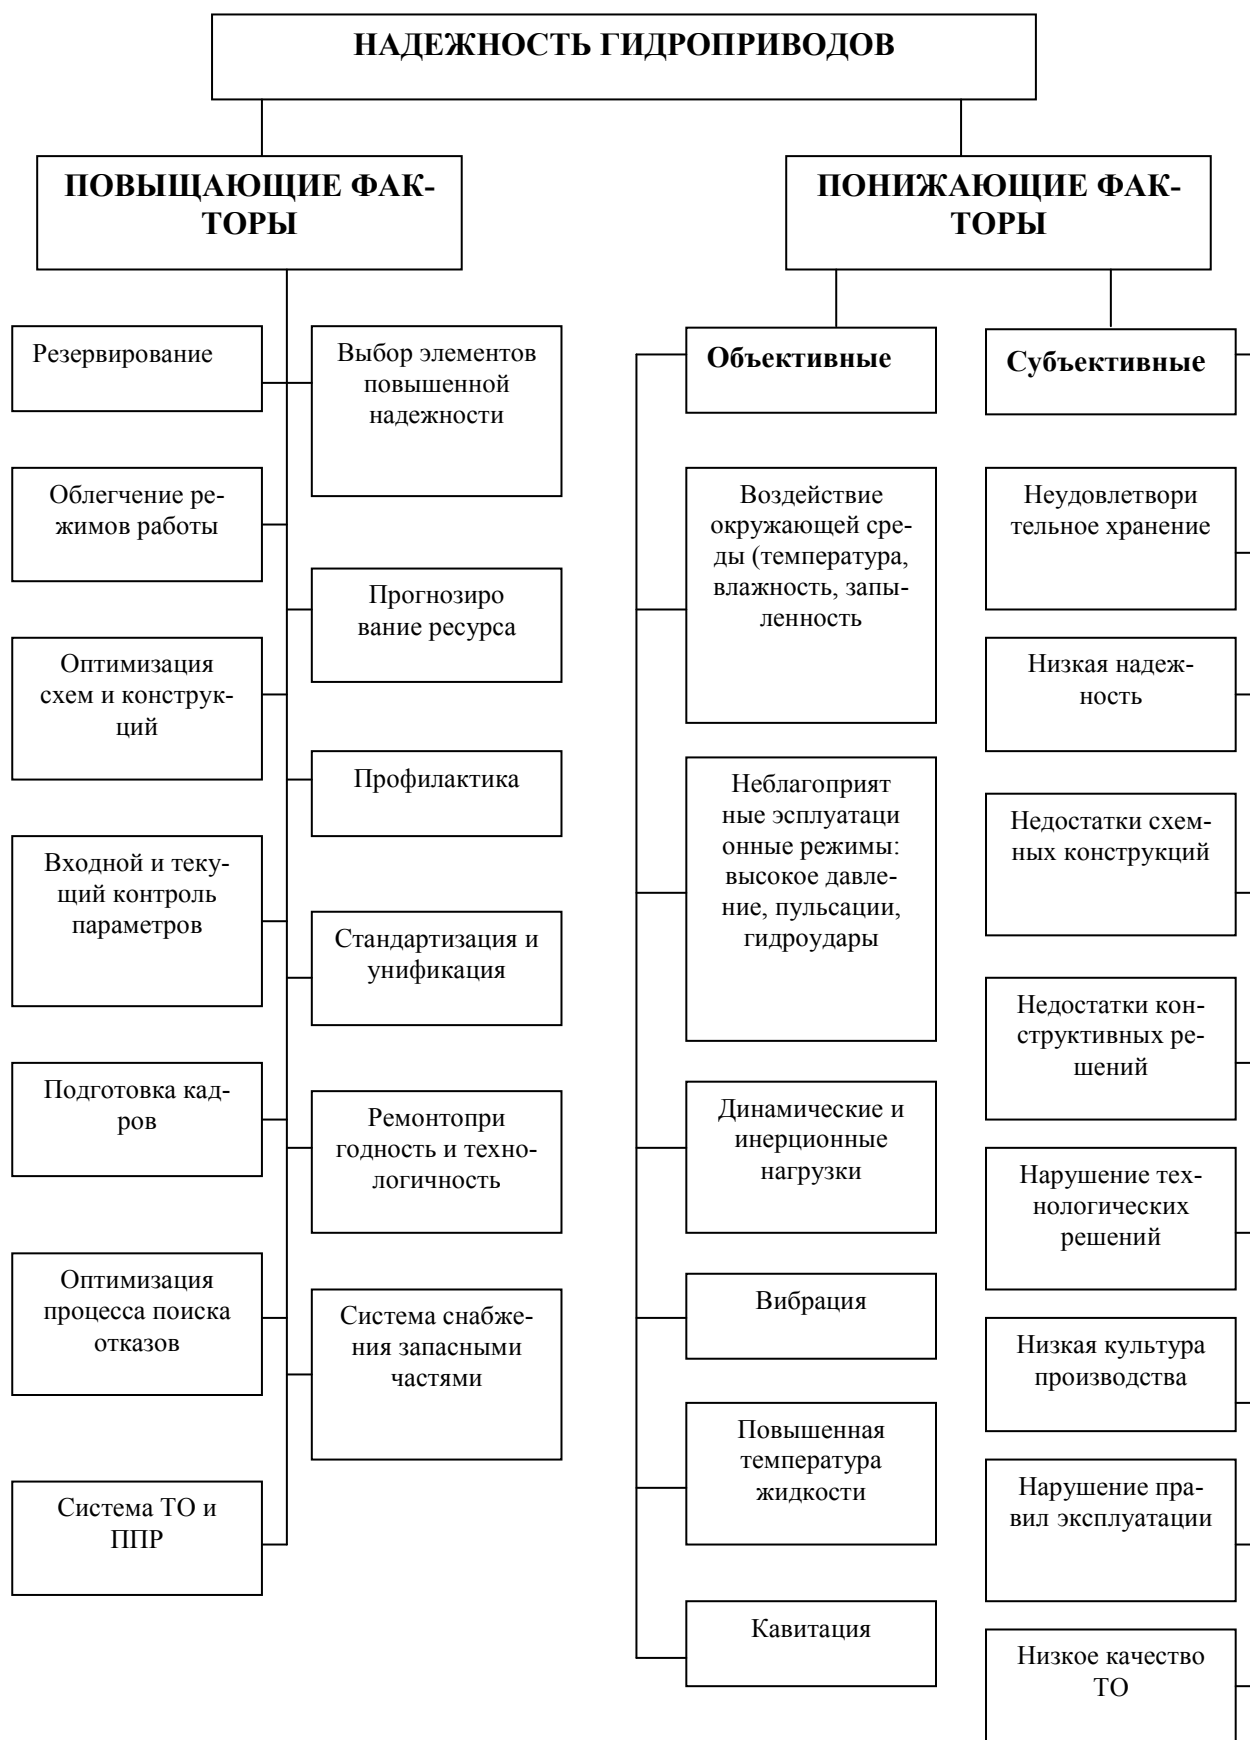 НАДЕЖНОСТЬ ГИДРОПРИВОДОВ
ПОВЫЩАЮЩИЕ ФАК-
ТОРЫ
ПОНИЖАЮЩИЕ ФАК-
ТОРЫ
Резервирование
Облегчение ре-
жимов работы
Оптимизация
схем и конструк-
ций
Входной и теку-
щий контроль
параметров
Подготовка кад-
ров
Оптимизация
процесса поиска
отказов
Система ТО и
ППР
Выбор элементов
повышенной
надежности
Прогнозиро
вание ресурса
Профилактика
Стандартизация и
унификация
Ремонтопри
годность и техно-
логичность
Система снабже-
ния запасными
частями
Объективные
Воздействие
окружающей сре-
ды (температура,
влажность, запы-
ленность
Неблагоприят
ные эсплуатаци
онные режимы:
высокое давле-
ние, пульсации,
гидроудары
Динамические и
инерционные
нагрузки
Вибрация
Повышенная
температура
жидкости
Кавитация
Субъективные
Неудовлетвори
тельное хранение
Низкая надеж-
ность
Недостатки схем-
ных конструкций
Недостатки кон-
структивных ре-
шений
Нарушение тех-
нологических
решений
Низкая культура
производства
Нарушение пра-
вил эксплуатации
Низкое качество
ТО